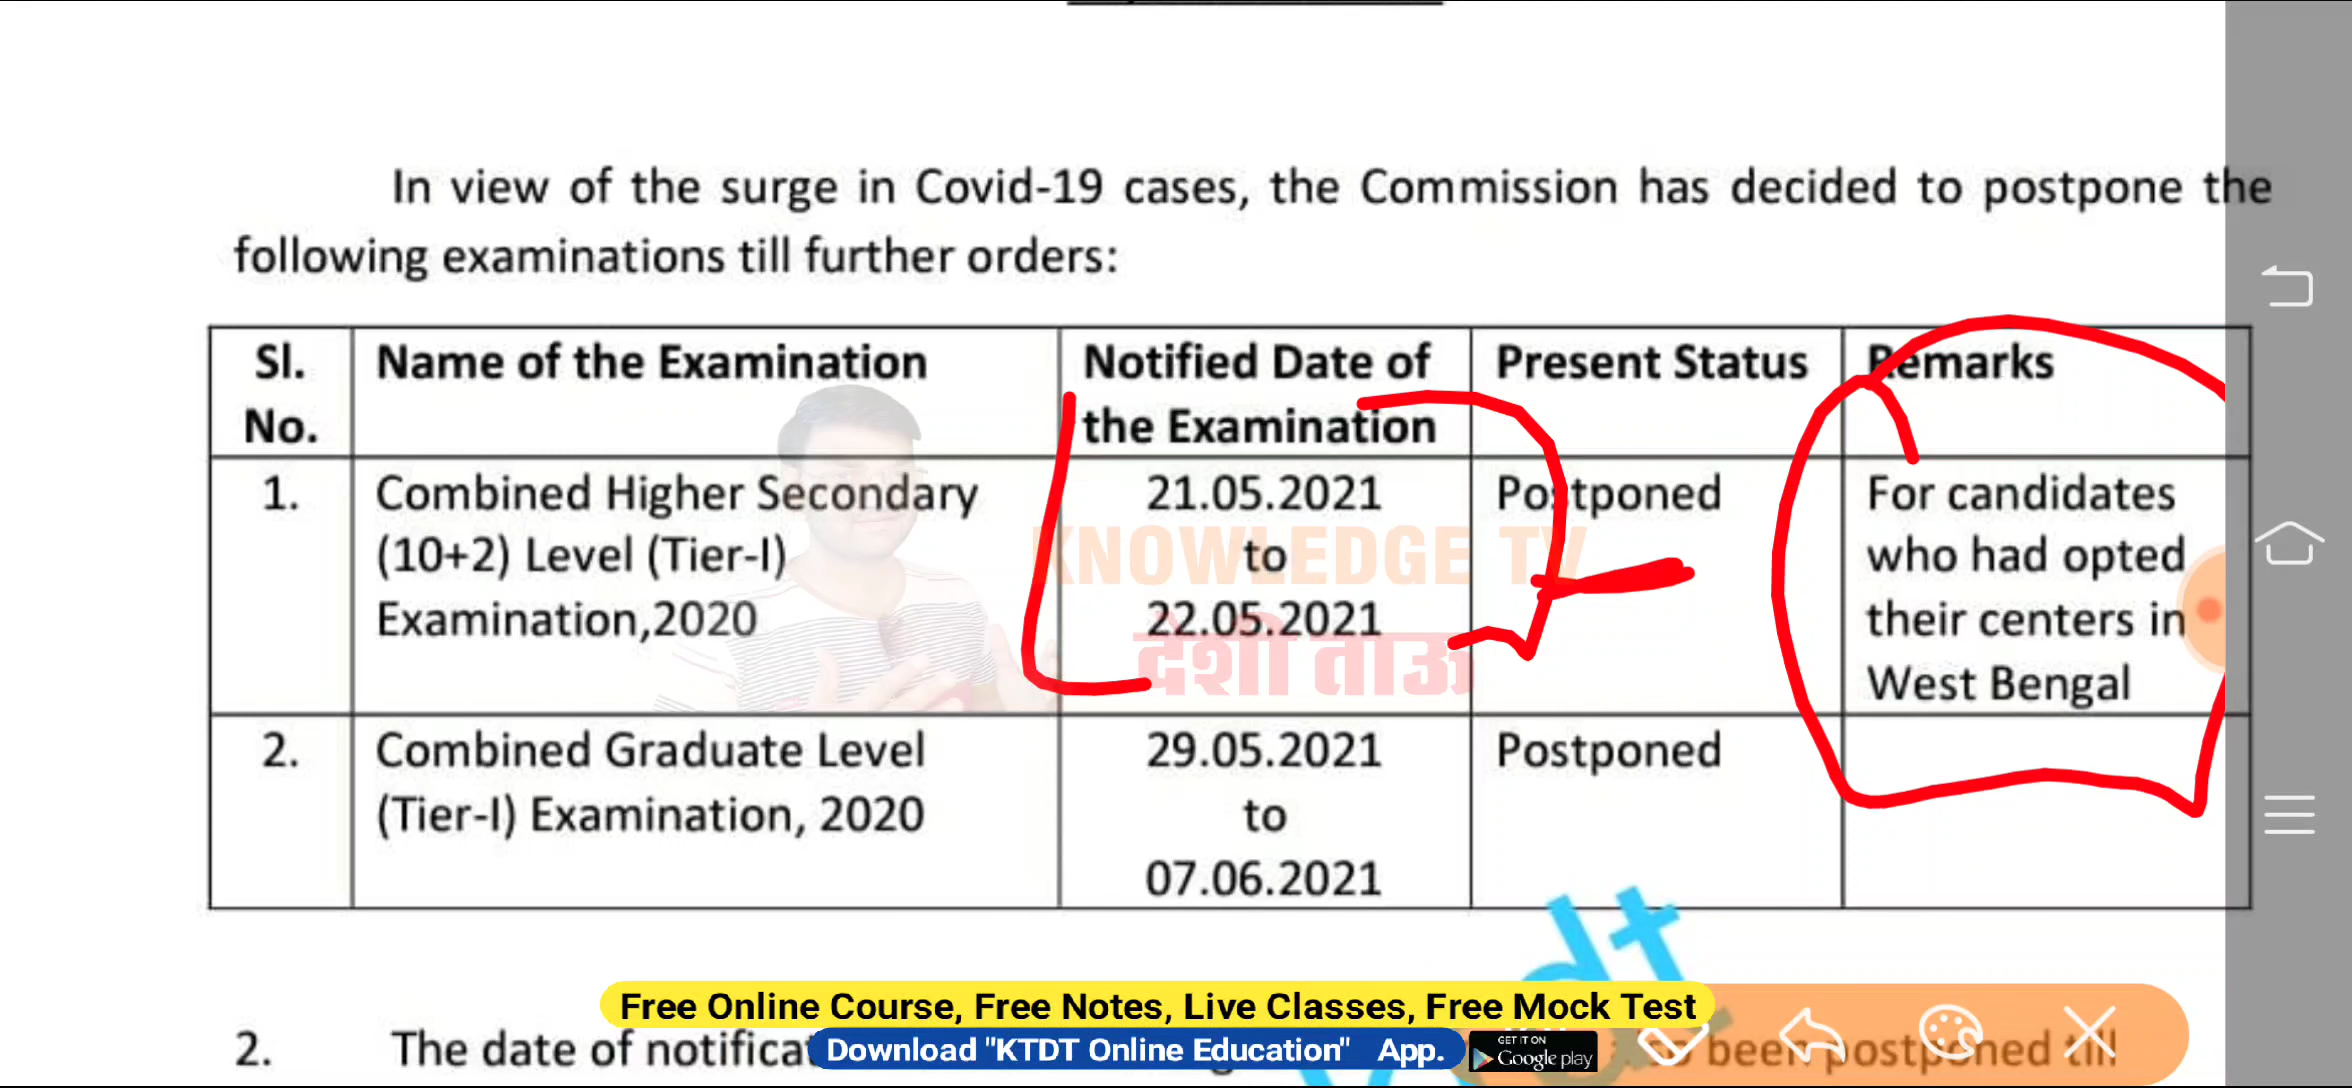 In view of the surge in Covid-19 cases, the Commission has decided to postpone the
following examinations till further orders:
Sl. No. Name of the Examination Notified Date of the Examination Present Status Remarks
1. Combined Higher Secondary (10+2) Level (Tier-I) Examination,2020 21.05.2021 to 22.05.2021 Postponed For candidates who had opted their centers in West Bengal
KNOWLEDGE TV
देशी ताऊ
2. Combined Graduate Level (Tier-I) Examination, 2020 29.05.2021 to 07.06.2021 Postponed
dt
Free Online Course, Free Notes, Live Classes, Free Mock Test
2. The date of been postponed till
Download "KTDT Online Education" App.
GET IT ON
Google play